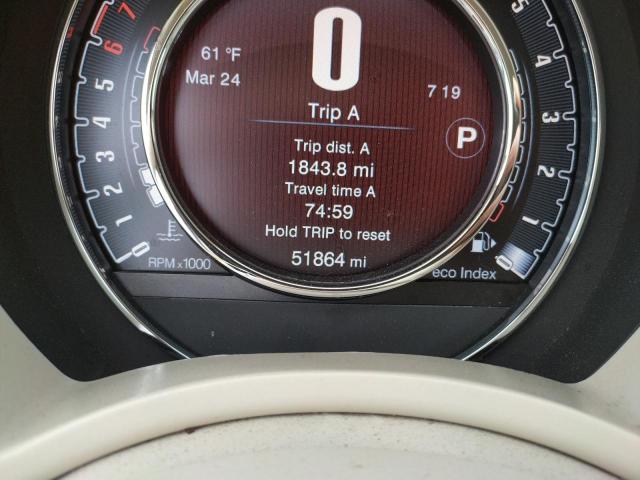 0
61 °F
Mar 24
7 19
Trip A
P
Trip dist. A
1843.8 mi
Travel time A
74:59
Hold TRIP to reset
51864 mi
RPM x1000
eco Index
7
6
5
4
3
2
1
0
5
4
3
2
1
0